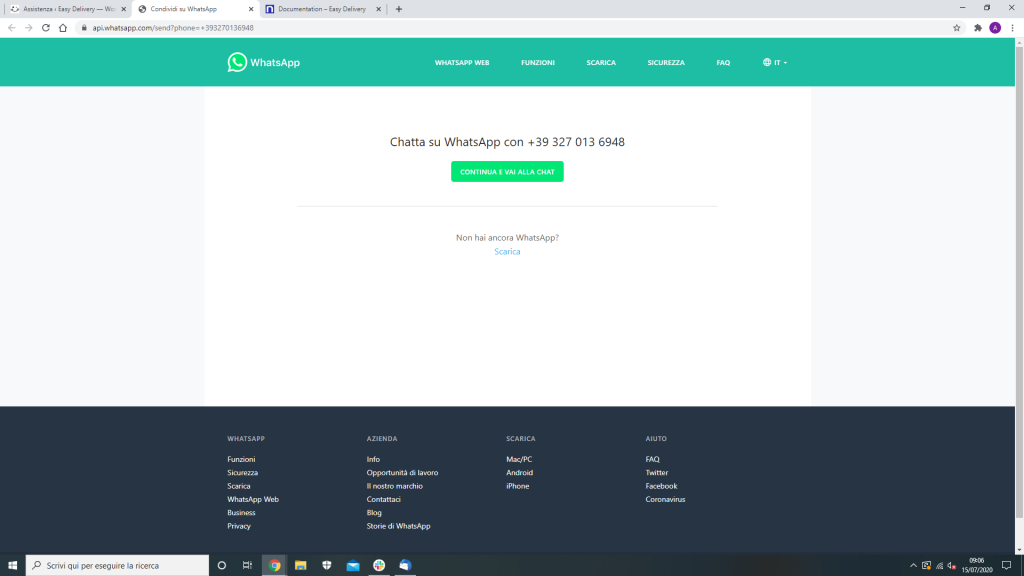 Assistenza ‹ Easy Delivery — Wo
Condividi su WhatsApp
Documentation – Easy Delivery
api.whatsapp.com/send?phone=+393270136948
A
WhatsApp
WHATSAPP WEB
FUNZIONI
SCARICA
SICUREZZA
FAQ
IT
Chatta su WhatsApp con +39 327 013 6948
CONTINUA E VAI ALLA CHAT
Non hai ancora WhatsApp?
Scarica
WHATSAPP
Funzioni
Sicurezza
Scarica
WhatsApp Web
Business
Privacy
AZIENDA
Info
Opportunità di lavoro
Il nostro marchio
Contattaci
Blog
Storie di WhatsApp
SCARICA
Mac/PC
Android
iPhone
AIUTO
FAQ
Twitter
Facebook
Coronavirus
Scrivi qui per eseguire la ricerca
09:06
15/07/2020